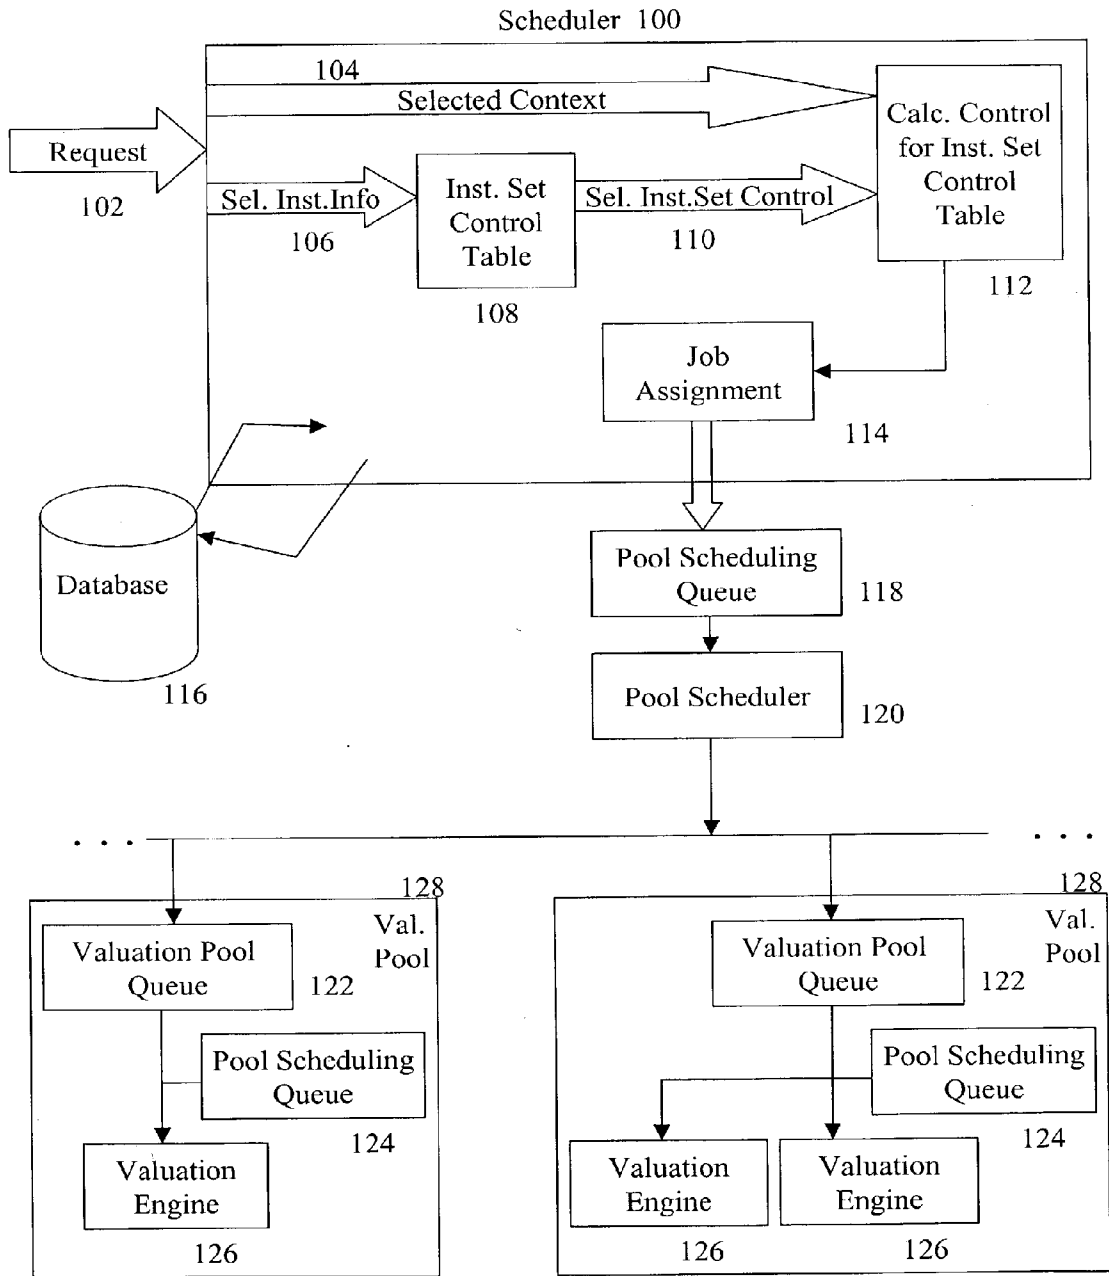 Scheduler 100
104
Selected Context
Request
102
Sel. Inst.Info
106
Inst. Set
Control
Table
108
Sel. Inst.Set Control
110
Calc. Control
for Inst. Set
Control
Table
112
Job
Assignment
114
Database
116
Pool Scheduling
Queue
118
Pool Scheduler
120
. . .
. . .
128
Val.
Pool
Valuation Pool
Queue
122
Pool Scheduling
Queue
124
Valuation
Engine
126
128
Val.
Pool
Valuation Pool
Queue
122
Pool Scheduling
Queue
124
Valuation
Engine
126
Valuation
Engine
126